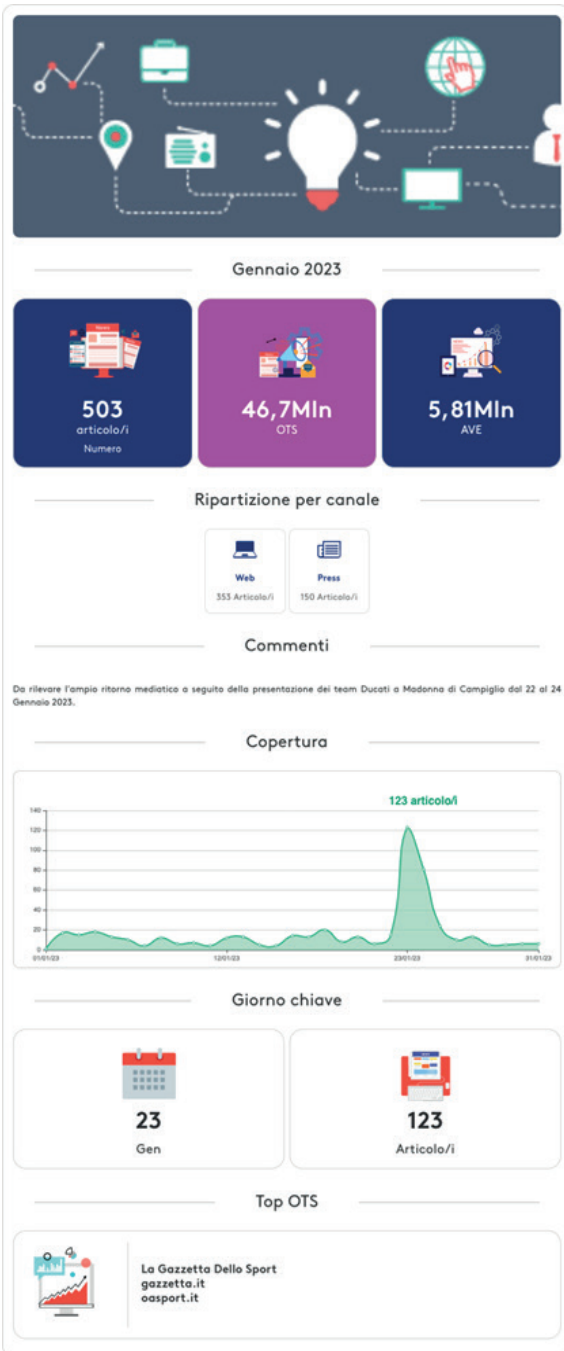 Gennaio 2023
503
articolo/i
Numero
46,7Mln
OTS
5,81Mln
AVE
Ripartizione per canale
Web
353 Articolo/i
Press
150 Articolo/i
Commenti
Da rilevare l'ampio ritorno mediatico a seguito della presentazione dei team Ducati a Madonna di Campiglio dal 22 al 24
Gennaio 2023.
Copertura
123 articolo/i
140
120
100
80
60
40
20
0
01/01/23
12/01/23
23/01/23
31/01/23
Giorno chiave
23
Gen
123
Articolo/i
Top OTS
La Gazzetta Dello Sport
gazzetta.it
oasport.it